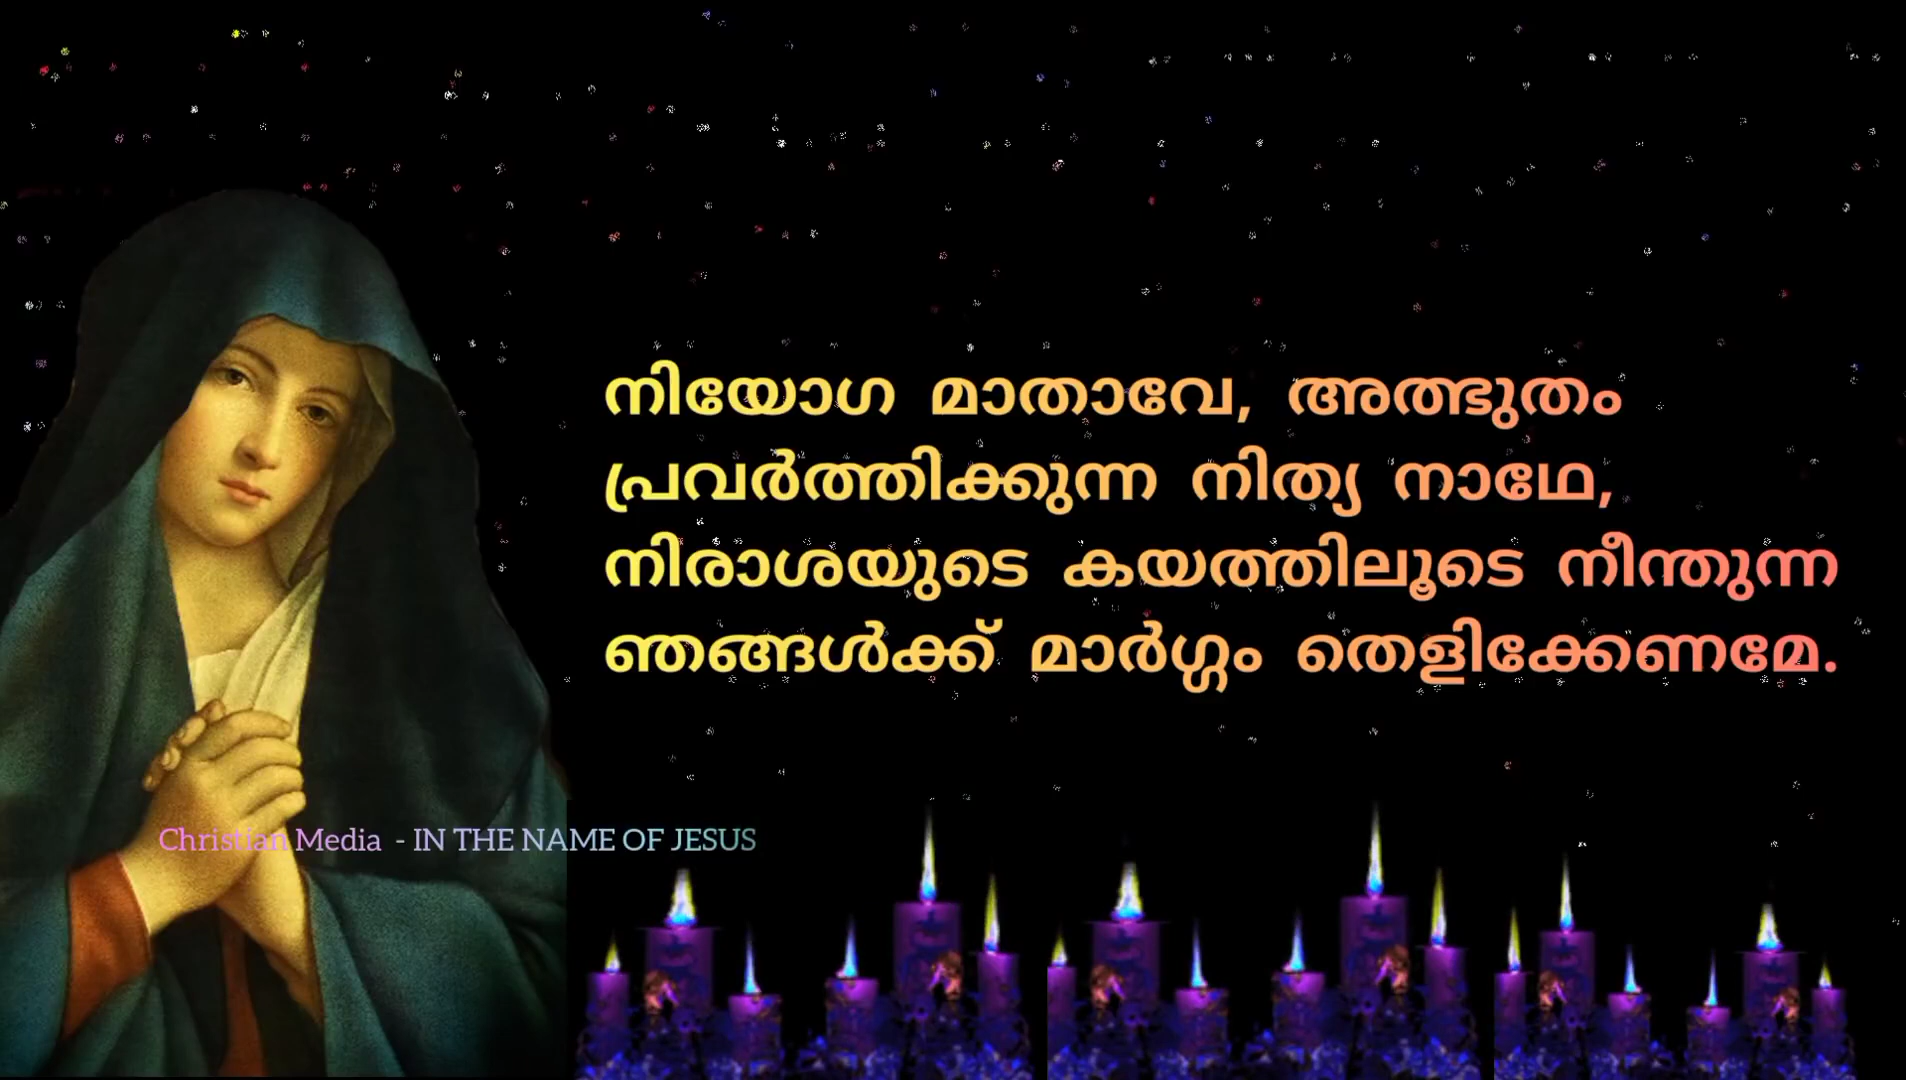 നിയോഗ മാതാവേ, അത്ഭുതം
പ്രവർത്തിക്കുന്ന നിത്യ നാഥേ,
നിരാശയുടെ കയത്തിലൂടെ നീന്തുന്ന
ഞങ്ങൾക്ക് മാർഗ്ഗം തെളിക്കേണമേ.
Christian Media - IN THE NAME OF JESUS